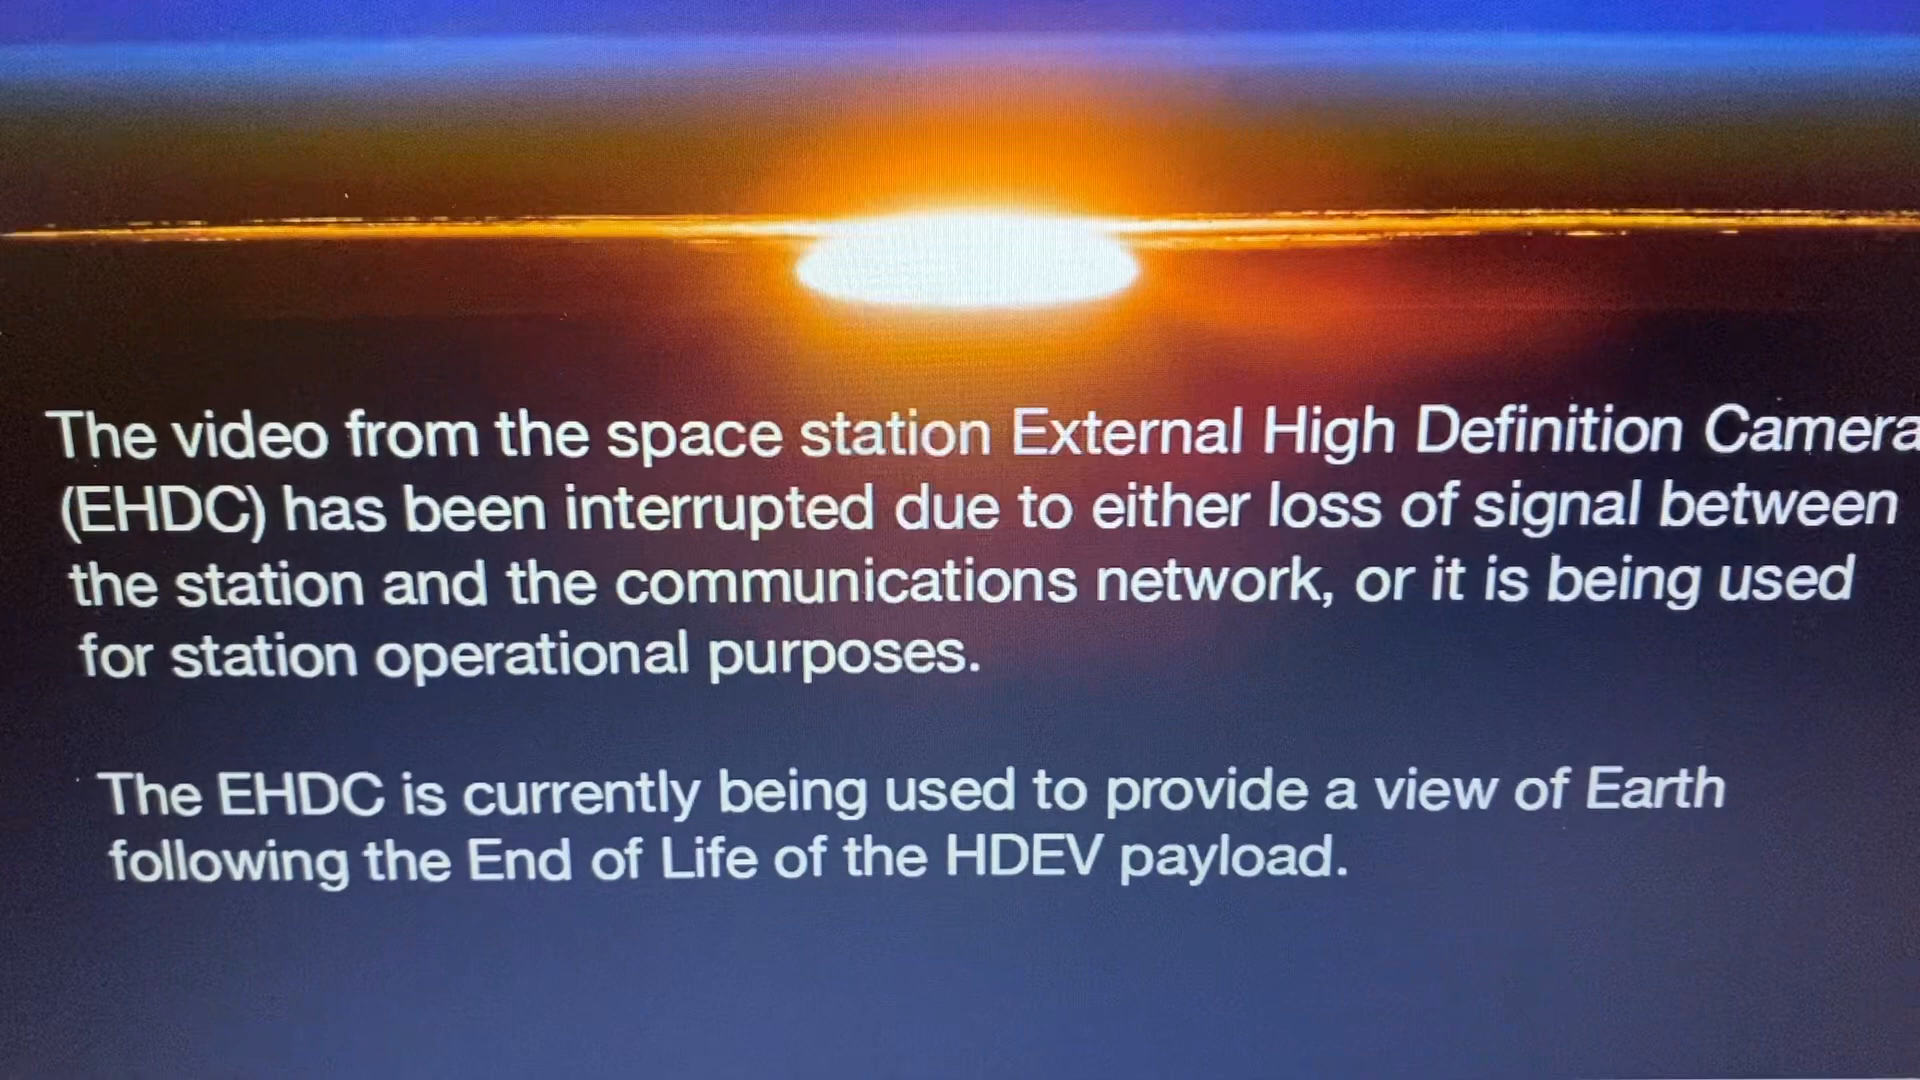 The video from the space station External High Definition Camera
(EHDC) has been interrupted due to either loss of signal between
the station and the communications network, or it is being used
for station operational purposes.
The EHDC is currently being used to provide a view of Earth
following the End of Life of the HDEV payload.